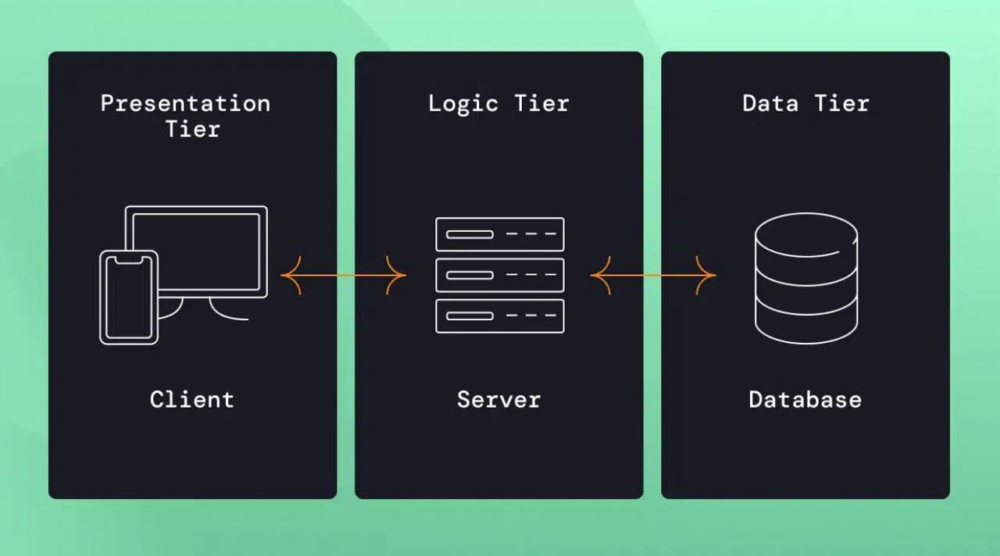 Presentation
Tier
Logic Tier
Data Tier
Client
Server
Database